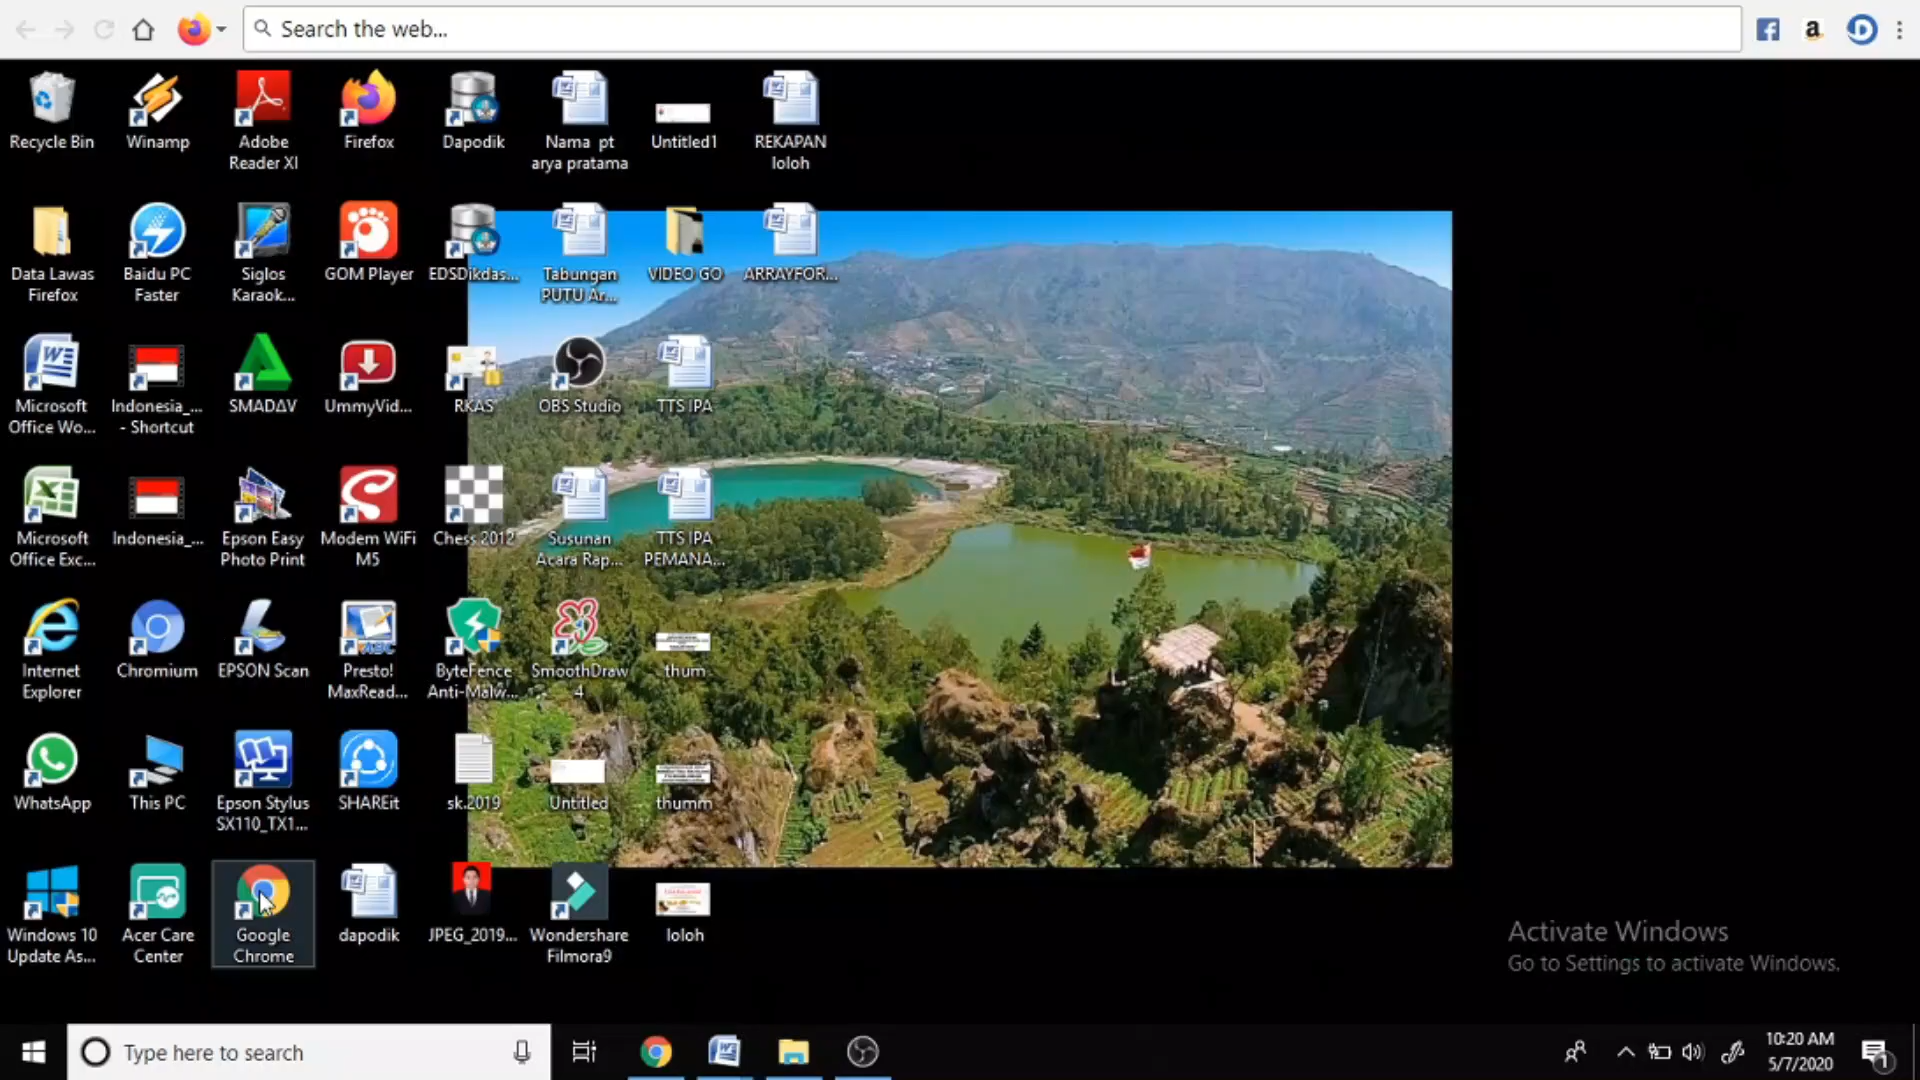 Search the web...
Recycle Bin
Winamp
Adobe
Reader XI
Firefox
Dapodik
Nama pt
arya pratama
Untitled1
REKAPAN
loloh
Data Lawas
Firefox
Baidu PC
Faster
Siglos
Karaok...
GOM Player
EDSDikdas...
Tabungan
PUTU Ar...
VIDEO GO
ARRAYFOR...
Microsoft
Office Wo...
Indonesia_...
- Shortcut
SMADΔV
UmmyVid...
RKAS
OBS Studio
TTS IPA
Microsoft
Office Exc...
Indonesia_...
Epson Easy
Photo Print
Modem WiFi
M5
Chess 2012
Susunan
Acara Rap...
TTS IPA
PEMANA...
Internet
Explorer
Chromium
EPSON Scan
Presto!
MaxRead...
ByteFence
Anti-Malw...
SmoothDraw
4
thum
WhatsApp
This PC
Epson Stylus
SX110_TX1...
SHAREit
sk.2019
Untitled
thumm
Windows 10
Update As...
Acer Care
Center
Google
Chrome
dapodik
JPEG_2019...
Wondershare
Filmora9
loloh
Activate Windows
Go to Settings to activate Windows.
Type here to search
10:20 AM
5/7/2020
1